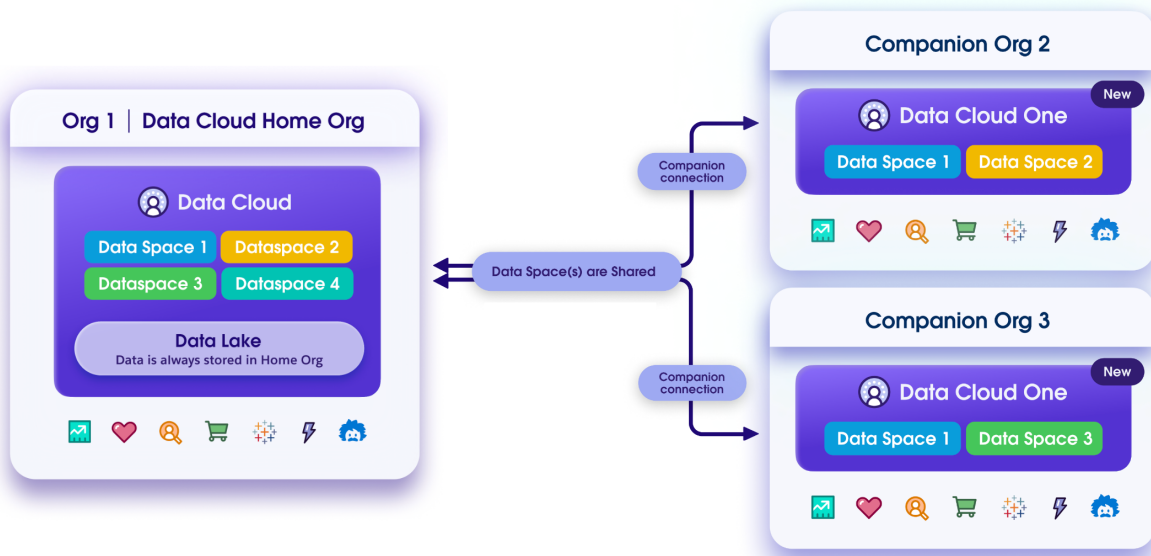 Org 1 | Data Cloud Home Org
Data Cloud
Data Space 1
Dataspace 2
Dataspace 3
Dataspace 4
Data Lake
Data is always stored in Home Org
Companion
connection
Data Space(s) are Shared
Companion
connection
Companion Org 2
New
Data Cloud One
Data Space 1
Data Space 2
Companion Org 3
New
Data Cloud One
Data Space 1
Data Space 3